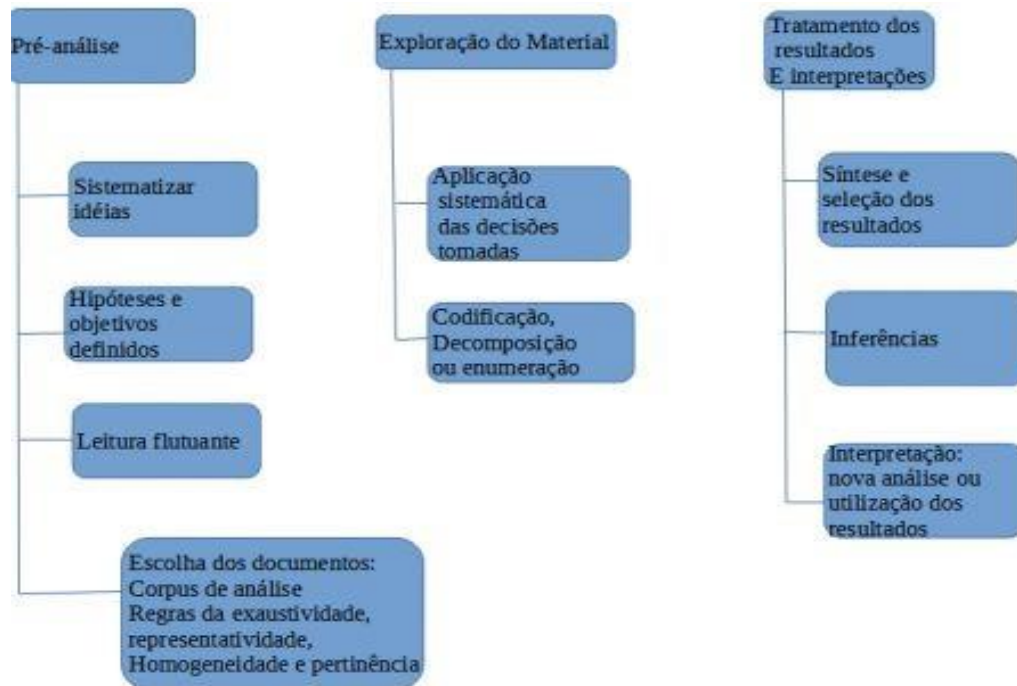 Pré-análise
Sistematizar
idéias
Hipóteses e
objetivos
definidos
Leitura flutuante
Escolha dos documentos:
Corpus de análise
Regras da exaustividade,
representatividade,
Homogeneidade e pertinência
Exploração do Material
Aplicação
sistemática
das decisões
tomadas
Codificação,
Decomposição
ou enumeração
Tratamento dos
resultados
E interpretações
Síntese e
seleção dos
resultados
Inferências
Interpretação:
nova análise ou
utilização dos
resultados